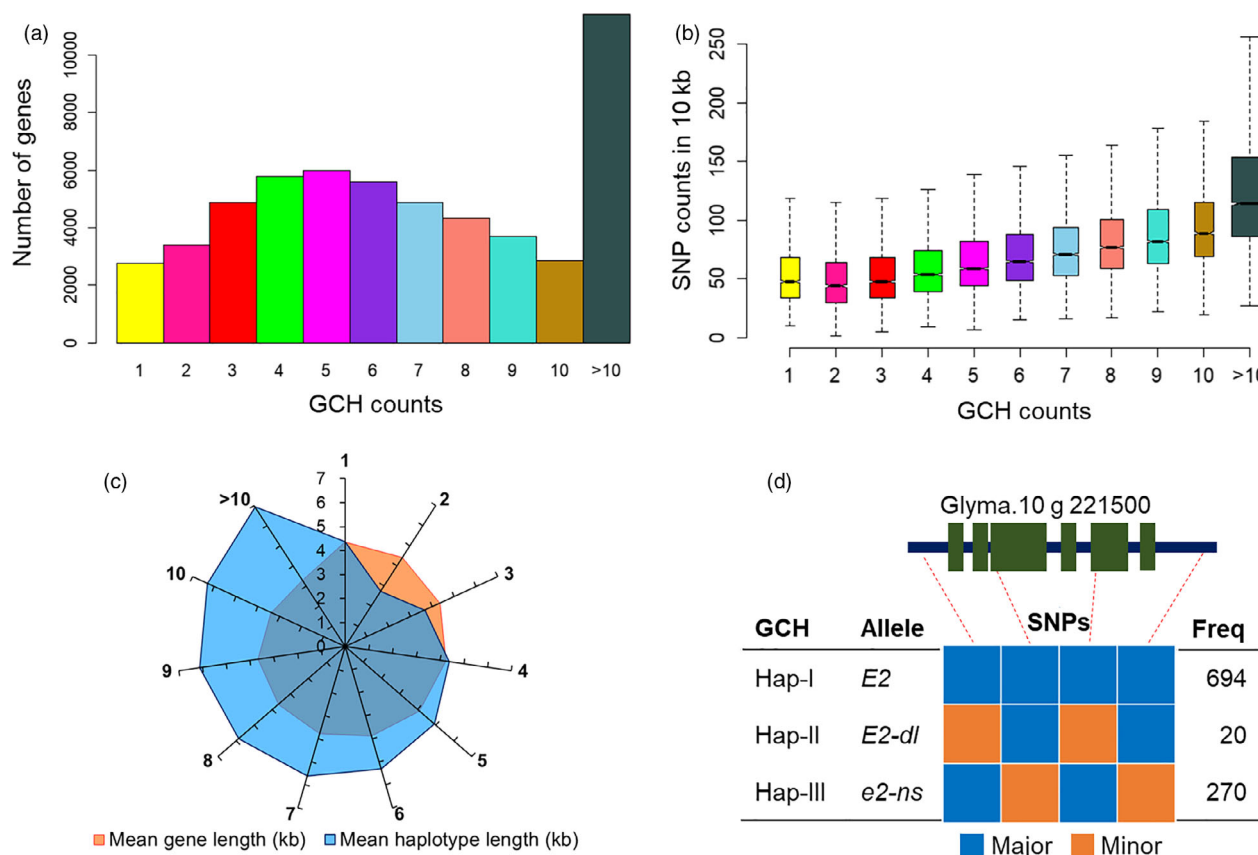 (a)
Number of genes
0 2000 4000 6000 8000 10000
1 2 3 4 5 6 7 8 9 10 >10
GCH counts
(b)
SNP counts in 10 kb
0 50 100 150 200 250
1 2 3 4 5 6 7 8 9 10 >10
GCH counts
(c)
1
2
3
4
5
6
7
8
9
10
>10
7
6
5
4
3
2
1
0
Mean gene length (kb) Mean haplotype length (kb)
(d)
Glyma.10 g 221500
GCH Allele SNPs Freq
Hap-I E2 694
Hap-II E2-dl 20
Hap-III e2-ns 270
Major Minor